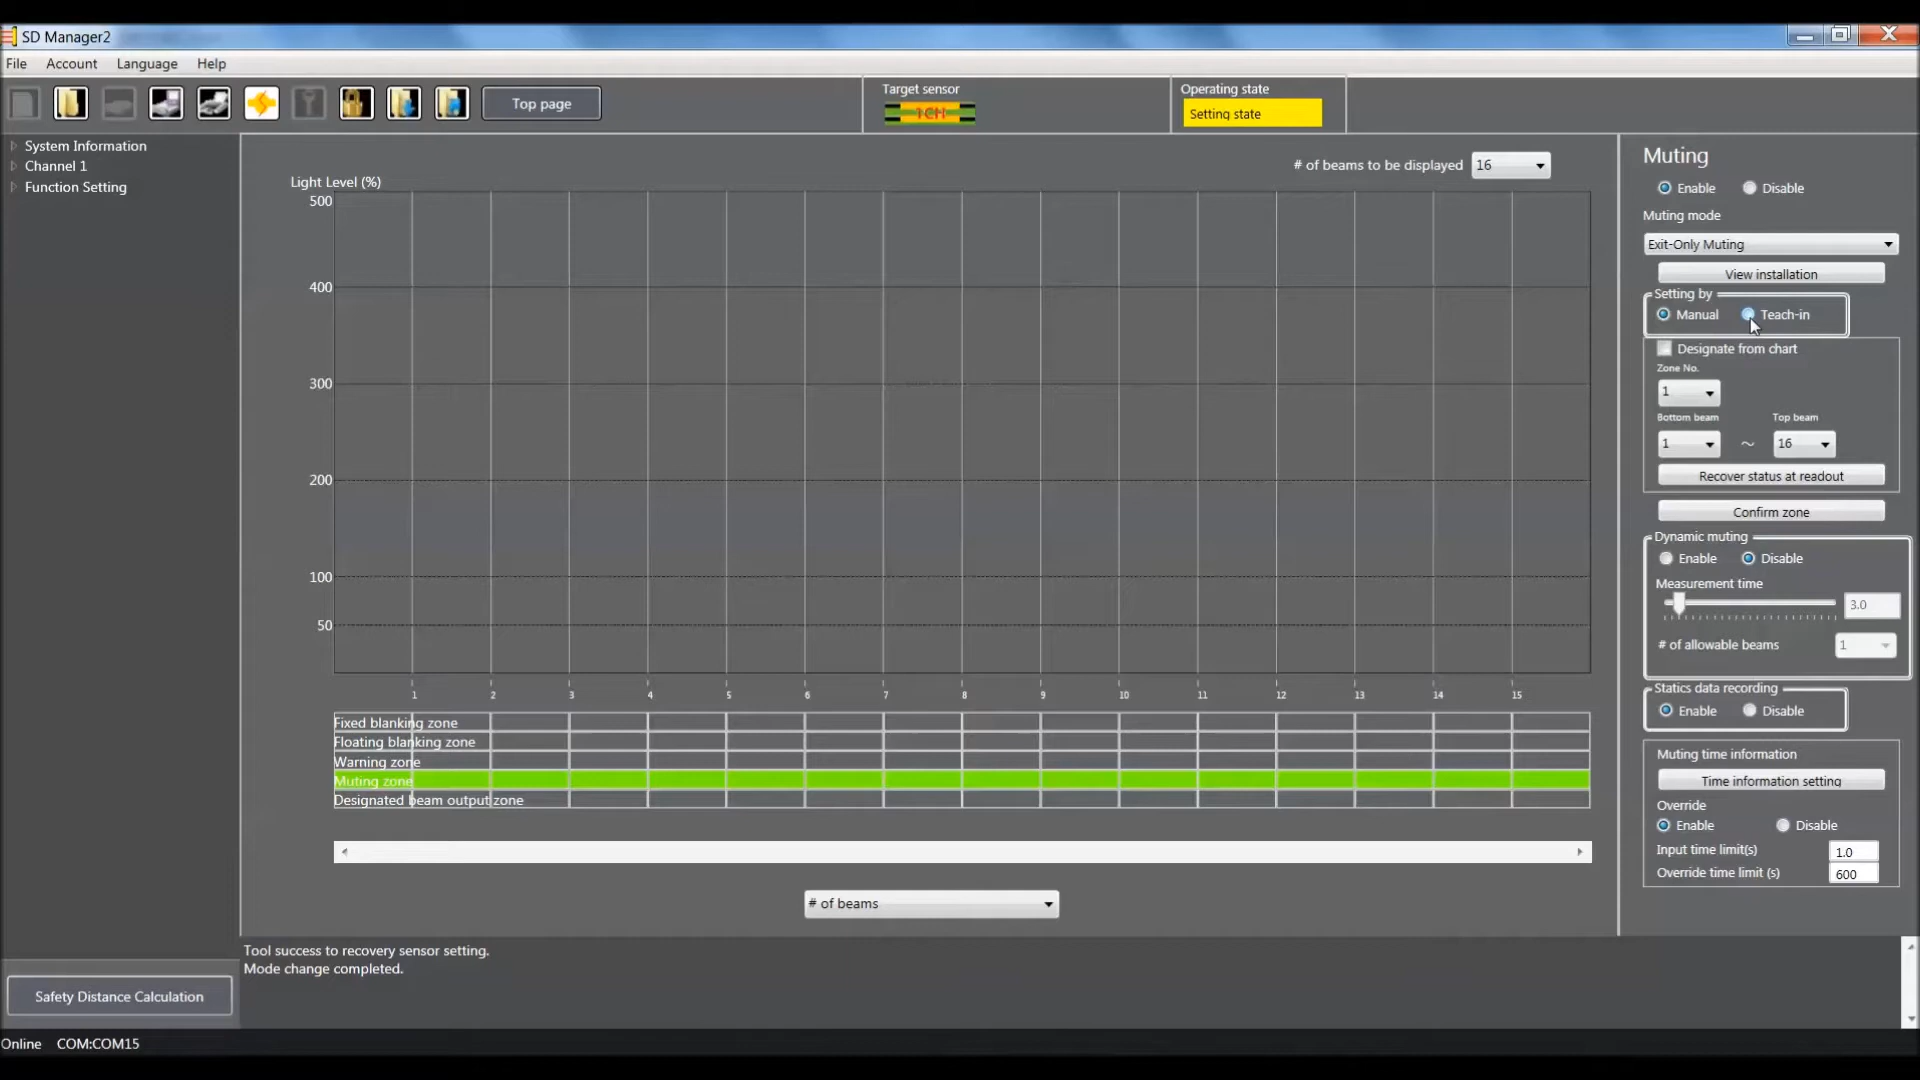 SD Manager2
File Account Language Help
Top page
Target sensor
1CH
Operating state
Setting state
System Information
Channel 1
Function Setting
# of beams to be displayed 16
Light Level (%)
500
400
300
200
100
50
1 2 3 4 5 6 7 8 9 10 11 12 13 14 15
Fixed blanking zone
Floating blanking zone
Warning zone
Muting zone
Designated beam output zone
# of beams
Muting
Enable Disable
Muting mode
Exit-Only Muting
View installation
Setting by
Manual Teach-in
Designate from chart
Zone No.
1
Bottom beam Top beam
1 ~ 16
Recover status at readout
Confirm zone
Dynamic muting
Enable Disable
Measurement time
3.0
# of allowable beams 1
Statics data recording
Enable Disable
Muting time information
Time information setting
Override
Enable Disable
Input time limit(s) 1.0
Override time limit (s) 600
Tool success to recovery sensor setting.
Mode change completed.
Safety Distance Calculation
Online COM:COM15